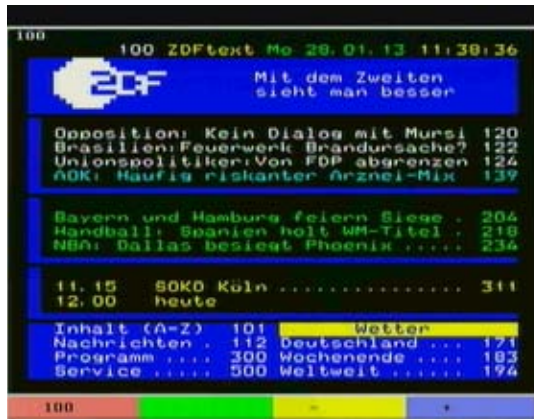 100
100 ZDFtext Mo 28.01.13 11:38:36
ZDF
Mit dem Zweiten
sieht man besser
Opposition: Kein Dialog mit Mursi 120
Brasilien:Feuerwerk Brandursache? 122
Unionspolitiker:Von FDP abgrenzen 124
AOK: Häufig riskanter Arznei-Mix 139
Bayern und Hamburg feiern Siege . 204
Handball: Spanien holt WM-Titel . 218
NBA: Dallas besiegt Phoenix ..... 234
11.15 SOKO Köln ............... 311
12.00 heute
Inhalt (A-Z) 101 Wetter
Nachrichten . 112 Deutschland .... 171
Programm .... 300 Wochenende .... 183
Service ..... 500 Weltweit ..... 194
100 - +